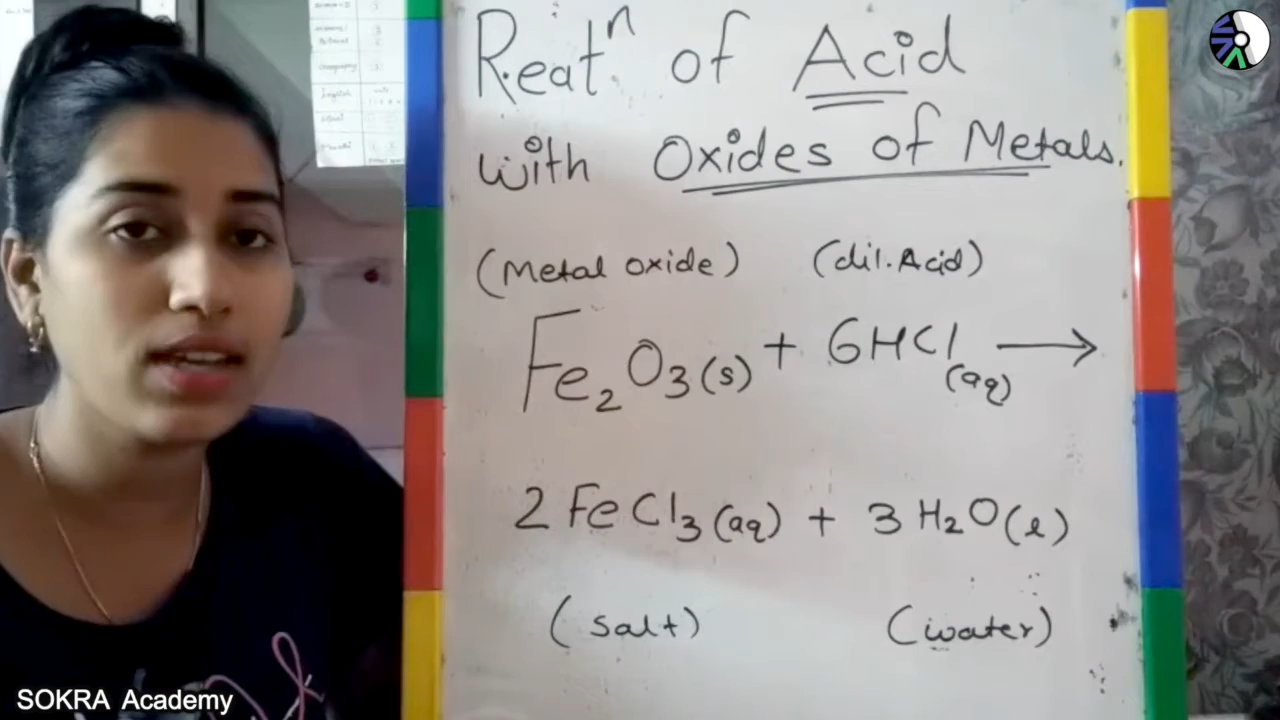 Reatⁿ of Acid
with Oxides of Metals.
(Metal oxide) (dil. Acid)
Fe₂O₃(s) + 6HCl(aq) →
2FeCl₃(aq) + 3H₂O(l)
(salt) (water)
SOKRA Academy